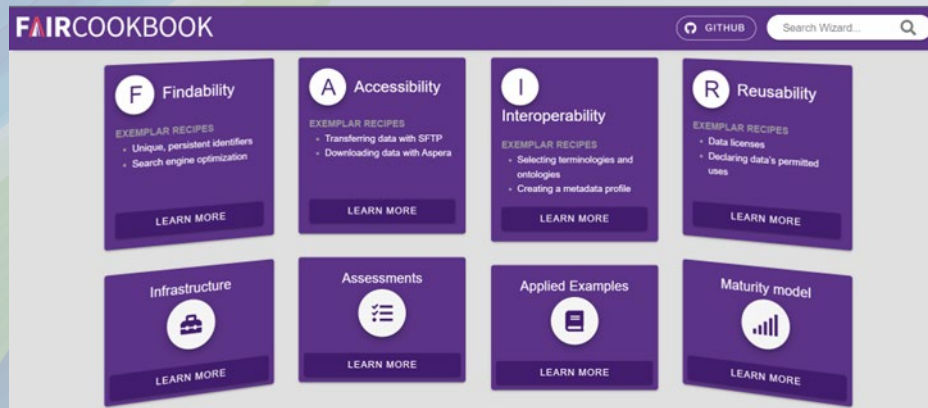 FAIRCOOKBOOK
GITHUB
Search Wizard...
F Findability
EXEMPLAR RECIPES
Unique, persistent identifiers
Search engine optimization
LEARN MORE
A Accessibility
EXEMPLAR RECIPES
Transferring data with SFTP
Downloading data with Aspera
LEARN MORE
I
Interoperability
EXEMPLAR RECIPES
Selecting terminologies and
ontologies
Creating a metadata profile
LEARN MORE
R Reusability
EXEMPLAR RECIPES
Data licenses
Declaring data's permitted
uses
LEARN MORE
Infrastructure
LEARN MORE
Assessments
LEARN MORE
Applied Examples
LEARN MORE
Maturity model
LEARN MORE